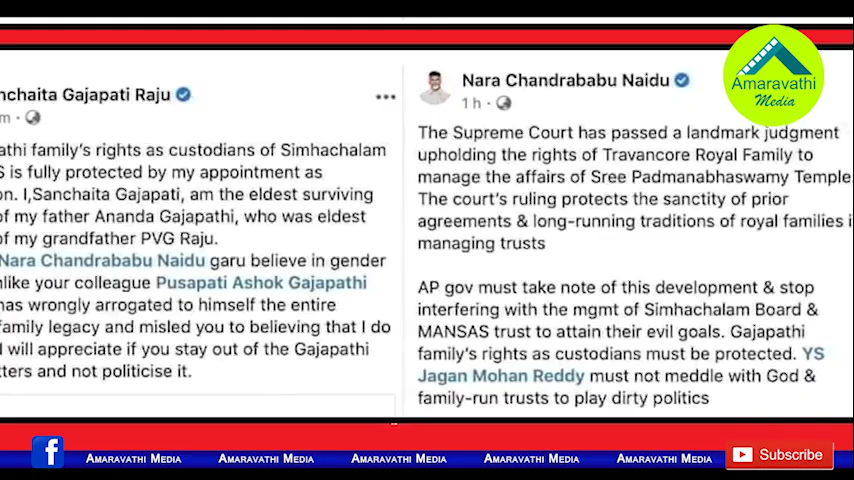 nchaita Gajapati Raju
m ·
athi family's rights as custodians of Simhachalam
S is fully protected by my appointment as
on. I,Sanchaita Gajapati, am the eldest surviving
of my father Ananda Gajapathi, who was eldest
of my grandfather PVG Raju.
Nara Chandrababu Naidu garu believe in gender
nlike your colleague Pusapati Ashok Gajapathi
has wrongly arrogated to himself the entire
family legacy and misled you to believing that I do
I will appreciate if you stay out of the Gajapathi
tters and not politicise it.
Nara Chandrababu Naidu
1 h ·
The Supreme Court has passed a landmark judgment
upholding the rights of Travancore Royal Family to
manage the affairs of Sree Padmanabhaswamy Temple.
The court's ruling protects the sanctity of prior
agreements & long-running traditions of royal families i
managing trusts
AP gov must take note of this development & stop
interfering with the mgmt of Simhachalam Board &
MANSAS trust to attain their evil goals. Gajapathi
family's rights as custodians must be protected. YS
Jagan Mohan Reddy must not meddle with God &
family-run trusts to play dirty politics
Amaravathi
Media
f
AMARAVATHI MEDIA AMARAVATHI MEDIA AMARAVATHI MEDIA AMARAVATHI MEDIA AMARAVATHI MEDIA
Subscribe